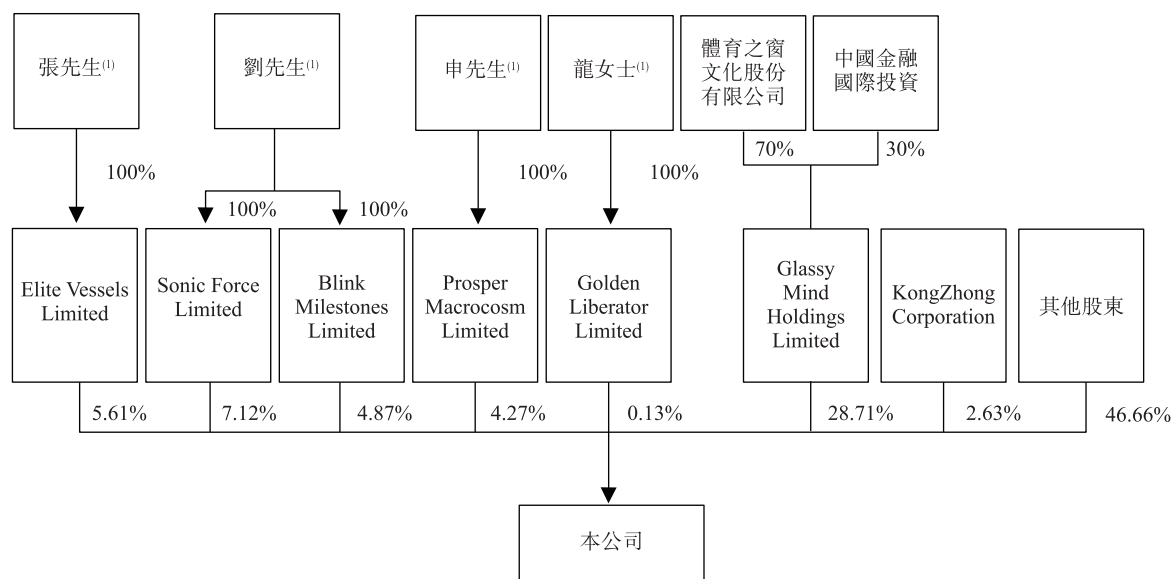 張先生(1)
劉先生(1)
申先生(1)
龍女士(1)
體育之窗
文化股份
有限公司
中國金融
國際投資
100%
100%
100%
100%
100%
70%
30%
Elite Vessels
Limited
Sonic Force
Limited
Blink
Milestones
Limited
Prosper
Macrocosm
Limited
Golden
Liberator
Limited
Glassy
Mind
Holdings
Limited
KongZhong
Corporation
其他股東
5.61%
7.12%
4.87%
4.27%
0.13%
28.71%
2.63%
46.66%
本公司